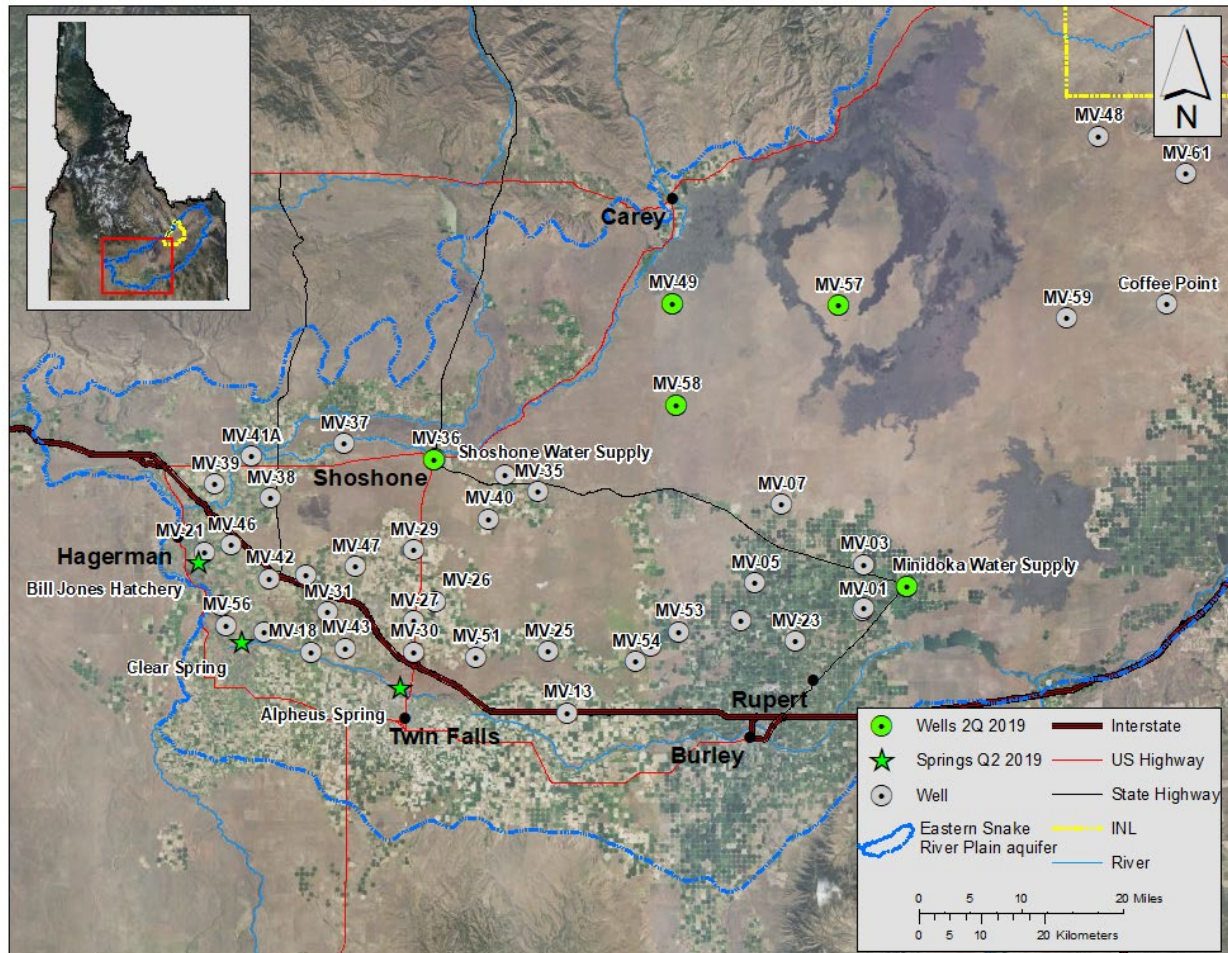 N
MV-48
MV-61
Carey
MV-49
MV-57
Coffee Point
MV-59
MV-58
MV-37
MV-36
MV-41A
Shoshone Water Supply
MV-39
Shoshone
MV-35
MV-38
MV-40
MV-07
MV-21
MV-46
MV-29
Hagerman
MV-42
MV-47
MV-05
MV-03
Minidoka Water Supply
Bill Jones Hatchery
MV-26
MV-31
MV-27
MV-01
MV-56
MV-53
MV-18
MV-43
MV-30
MV-51
MV-25
MV-54
MV-23
Clear Spring
Rupert
Alpheus Spring
MV-13
Twin Falls
Burley
Wells 2Q 2019
Springs Q2 2019
Well
Eastern Snake
River Plain aquifer
Interstate
US Highway
State Highway
INL
River
0 5 10 20 Miles
0 5 10 20 Kilometers